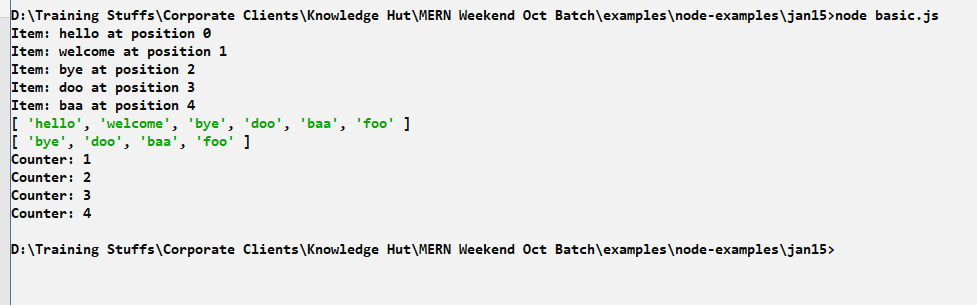 D:\Training Stuffs\Corporate Clients\Knowledge Hut\MERN Weekend Oct Batch\examples\node-examples\jan15>node basic.js
Item: hello at position 0
Item: welcome at position 1
Item: bye at position 2
Item: doo at position 3
Item: baa at position 4
[ 'hello', 'welcome', 'bye', 'doo', 'baa', 'foo' ]
[ 'bye', 'doo', 'baa', 'foo' ]
Counter: 1
Counter: 2
Counter: 3
Counter: 4
D:\Training Stuffs\Corporate Clients\Knowledge Hut\MERN Weekend Oct Batch\examples\node-examples\jan15>